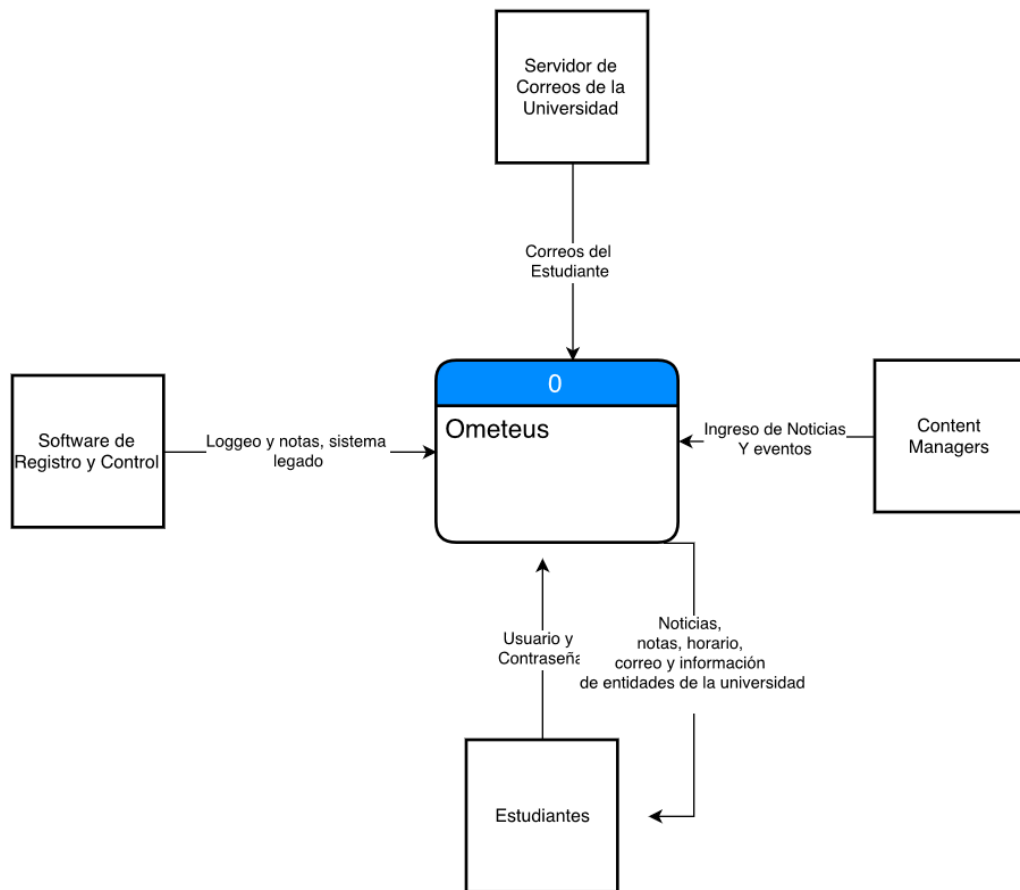 Servidor de
Correos de la
Universidad
Correos del
Estudiante
0
Ometeus
Software de
Registro y Control
Loggeo y notas, sistema
legado
Ingreso de Noticias
Y eventos
Content
Managers
Usuario y
Contraseña
Noticias,
notas, horario,
correo y información
de entidades de la universidad
Estudiantes